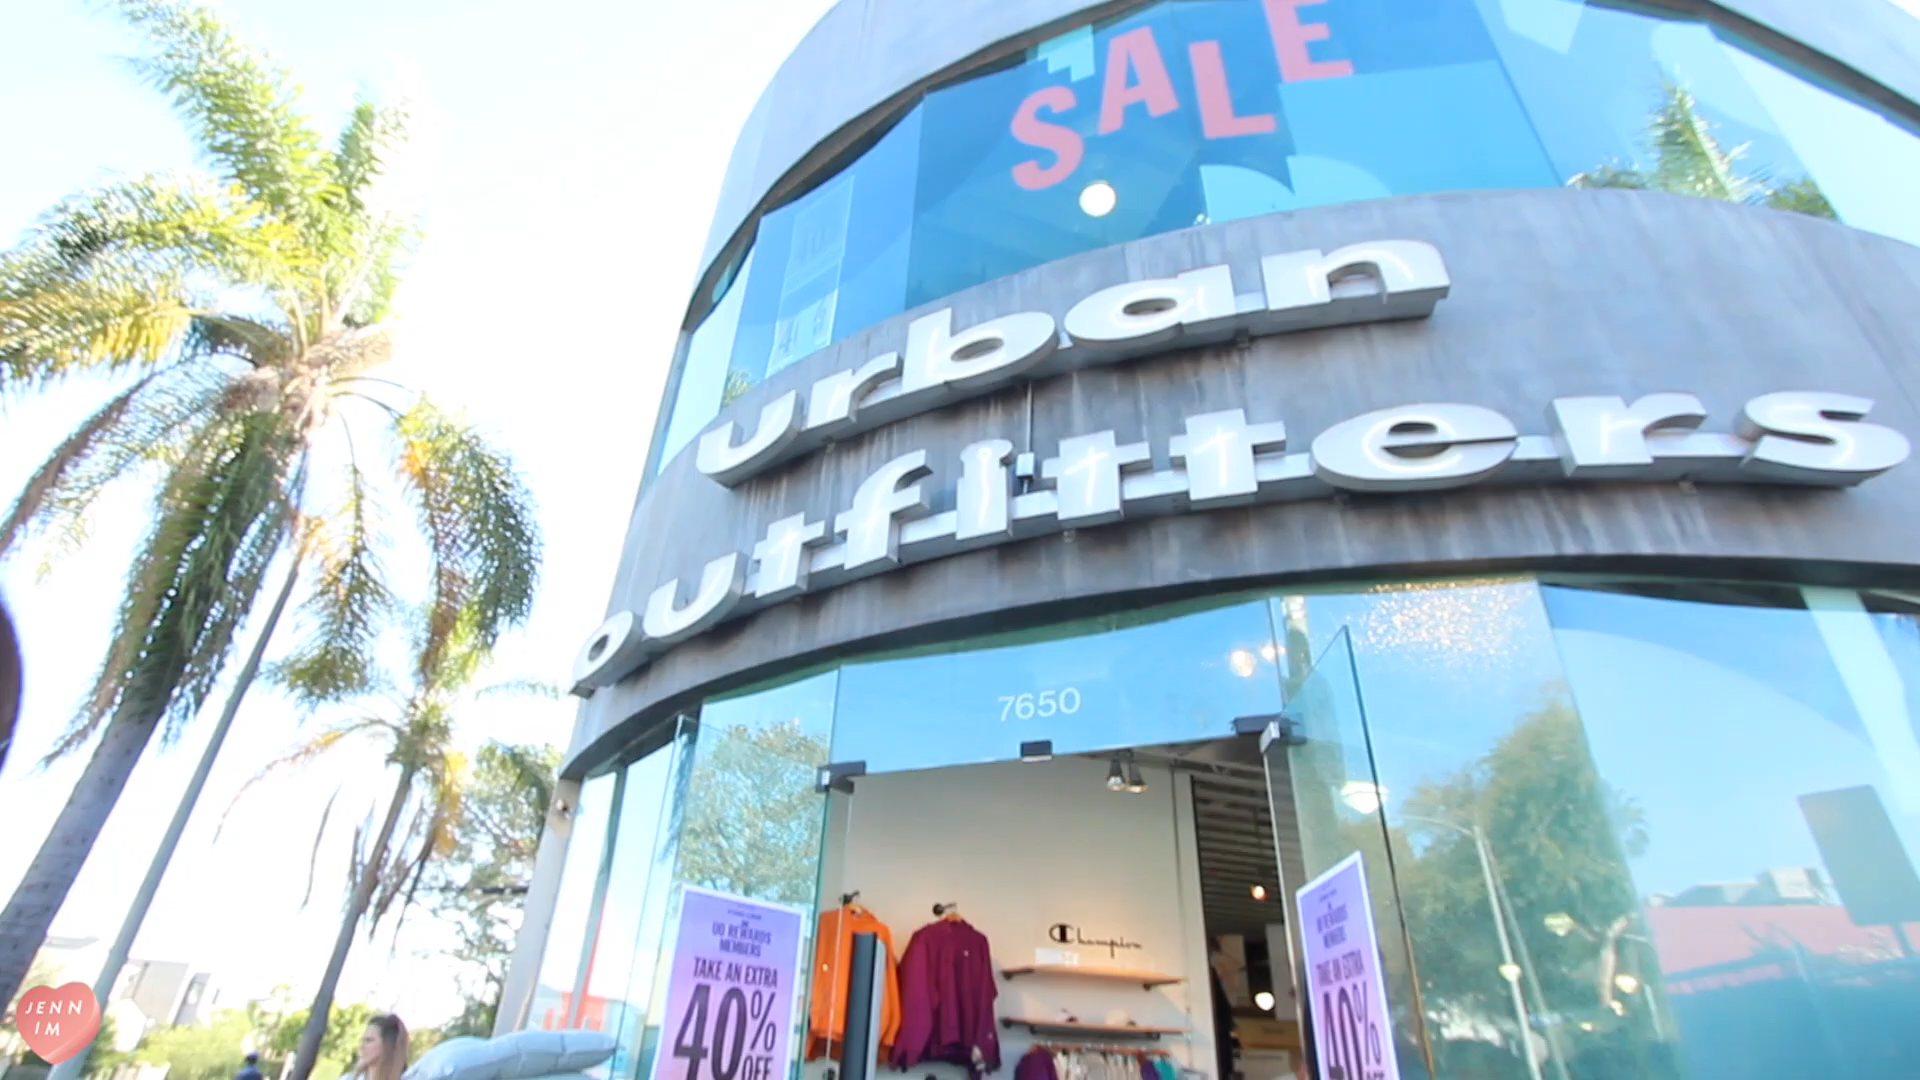 SALE
urban
outfitters
7650
UO REWARDS
MEMBERS
TAKE AN EXTRA
40%
OFF
Champion
UO REWARDS
MEMBERS
TAKE AN EXTRA
40%
JENN
IM